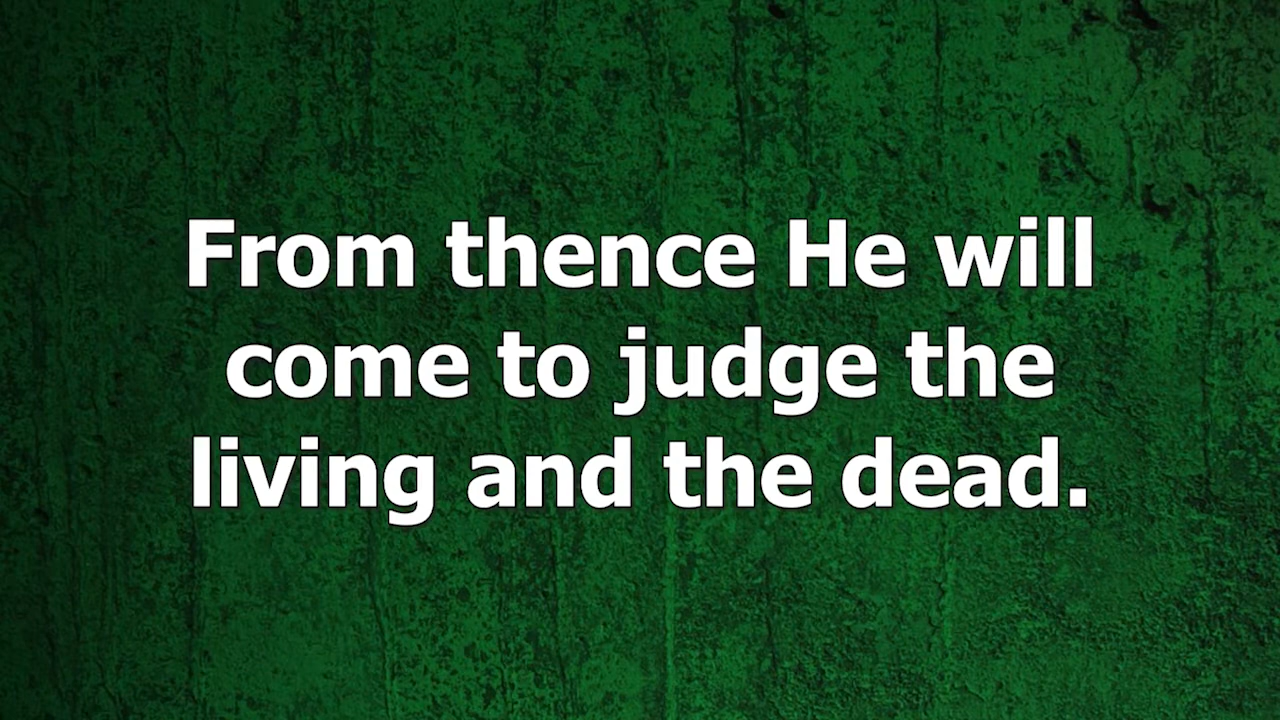 From thence He will
come to judge the
living and the dead.